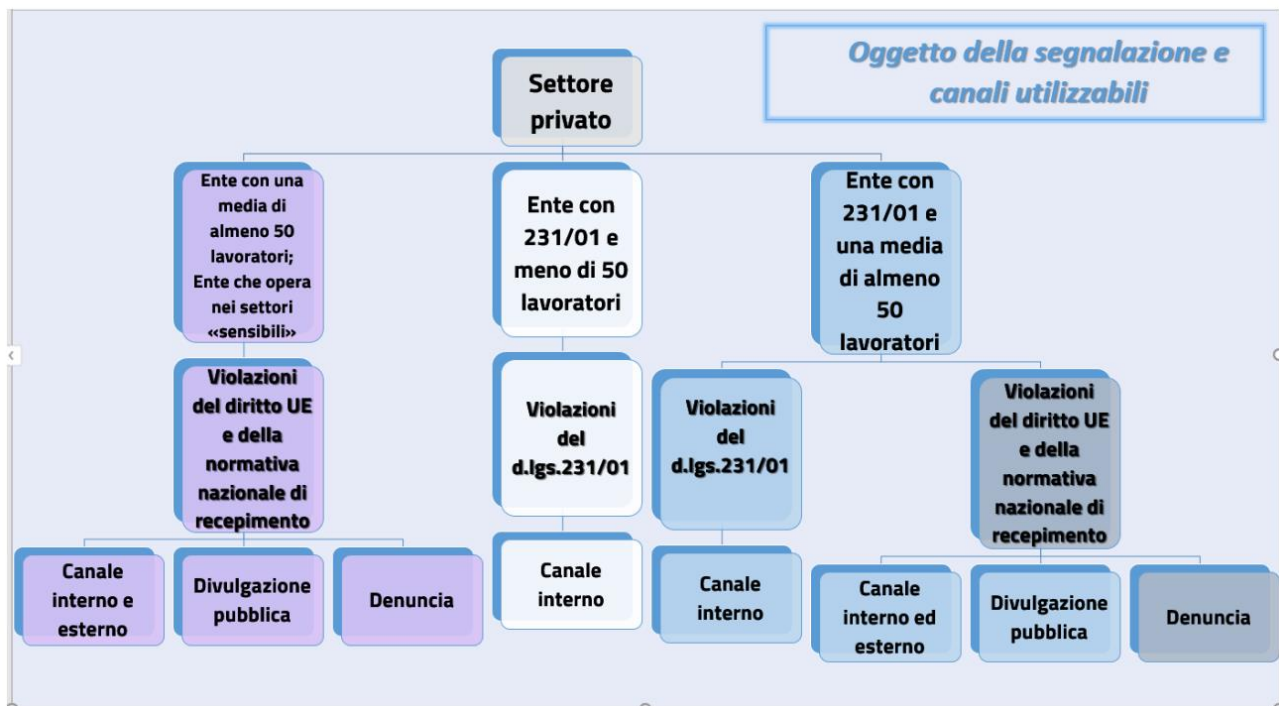 Oggetto della segnalazione e
canali utilizzabili
Settore
privato
Ente con una
media di
almeno 50
lavoratori;
Ente che opera
nei settori
«sensibili»
Ente con
231/01 e
meno di 50
lavoratori
Ente con
231/01 e
una media
di almeno
50
lavoratori
Violazioni
del diritto UE
e della
normativa
nazionale di
recepimento
Violazioni
del
d.lgs.231/01
Violazioni
del
d.lgs.231/01
Violazioni
del diritto UE
e della
normativa
nazionale di
recepimento
Canale
interno e
esterno
Divulgazione
pubblica
Denuncia
Canale
interno
Canale
interno
Canale
interno ed
esterno
Divulgazione
pubblica
Denuncia